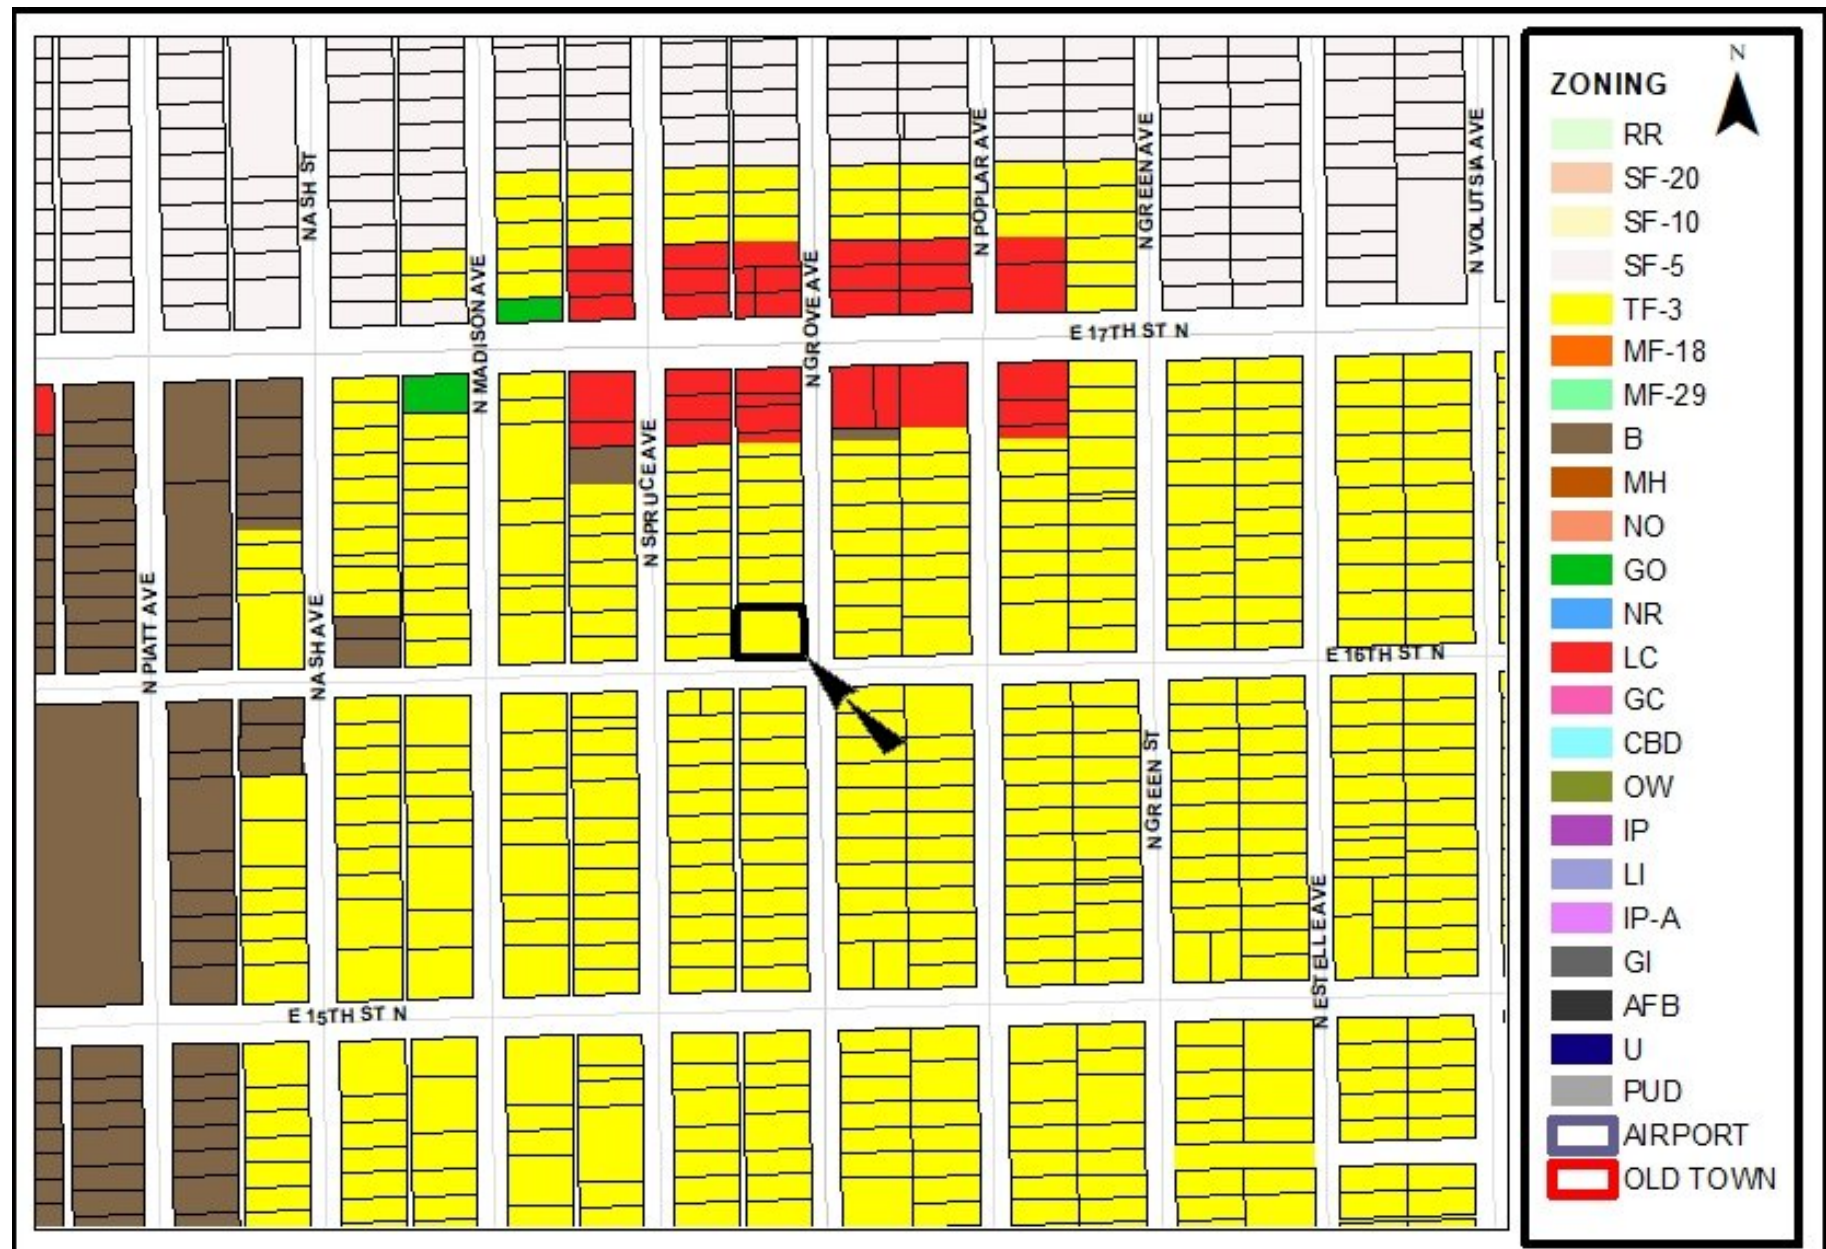 N
ZONING
RR
SF-20
SF-10
SF-5
TF-3
MF-18
MF-29
B
MH
NO
GO
NR
LC
GC
CBD
OW
IP
LI
IP-A
GI
AFB
U
PUD
AIRPORT
OLD TOWN
N ASH ST
N MADISON AVE
N GROVE AVE
N POPLAR AVE
N GREEN AVE
N VOLUTSIA AVE
E 17TH ST N
N SPRUCE AVE
N PIATT AVE
N ASH AVE
E 16TH ST N
N GREEN ST
N ESTELLE AVE
E 15TH ST N